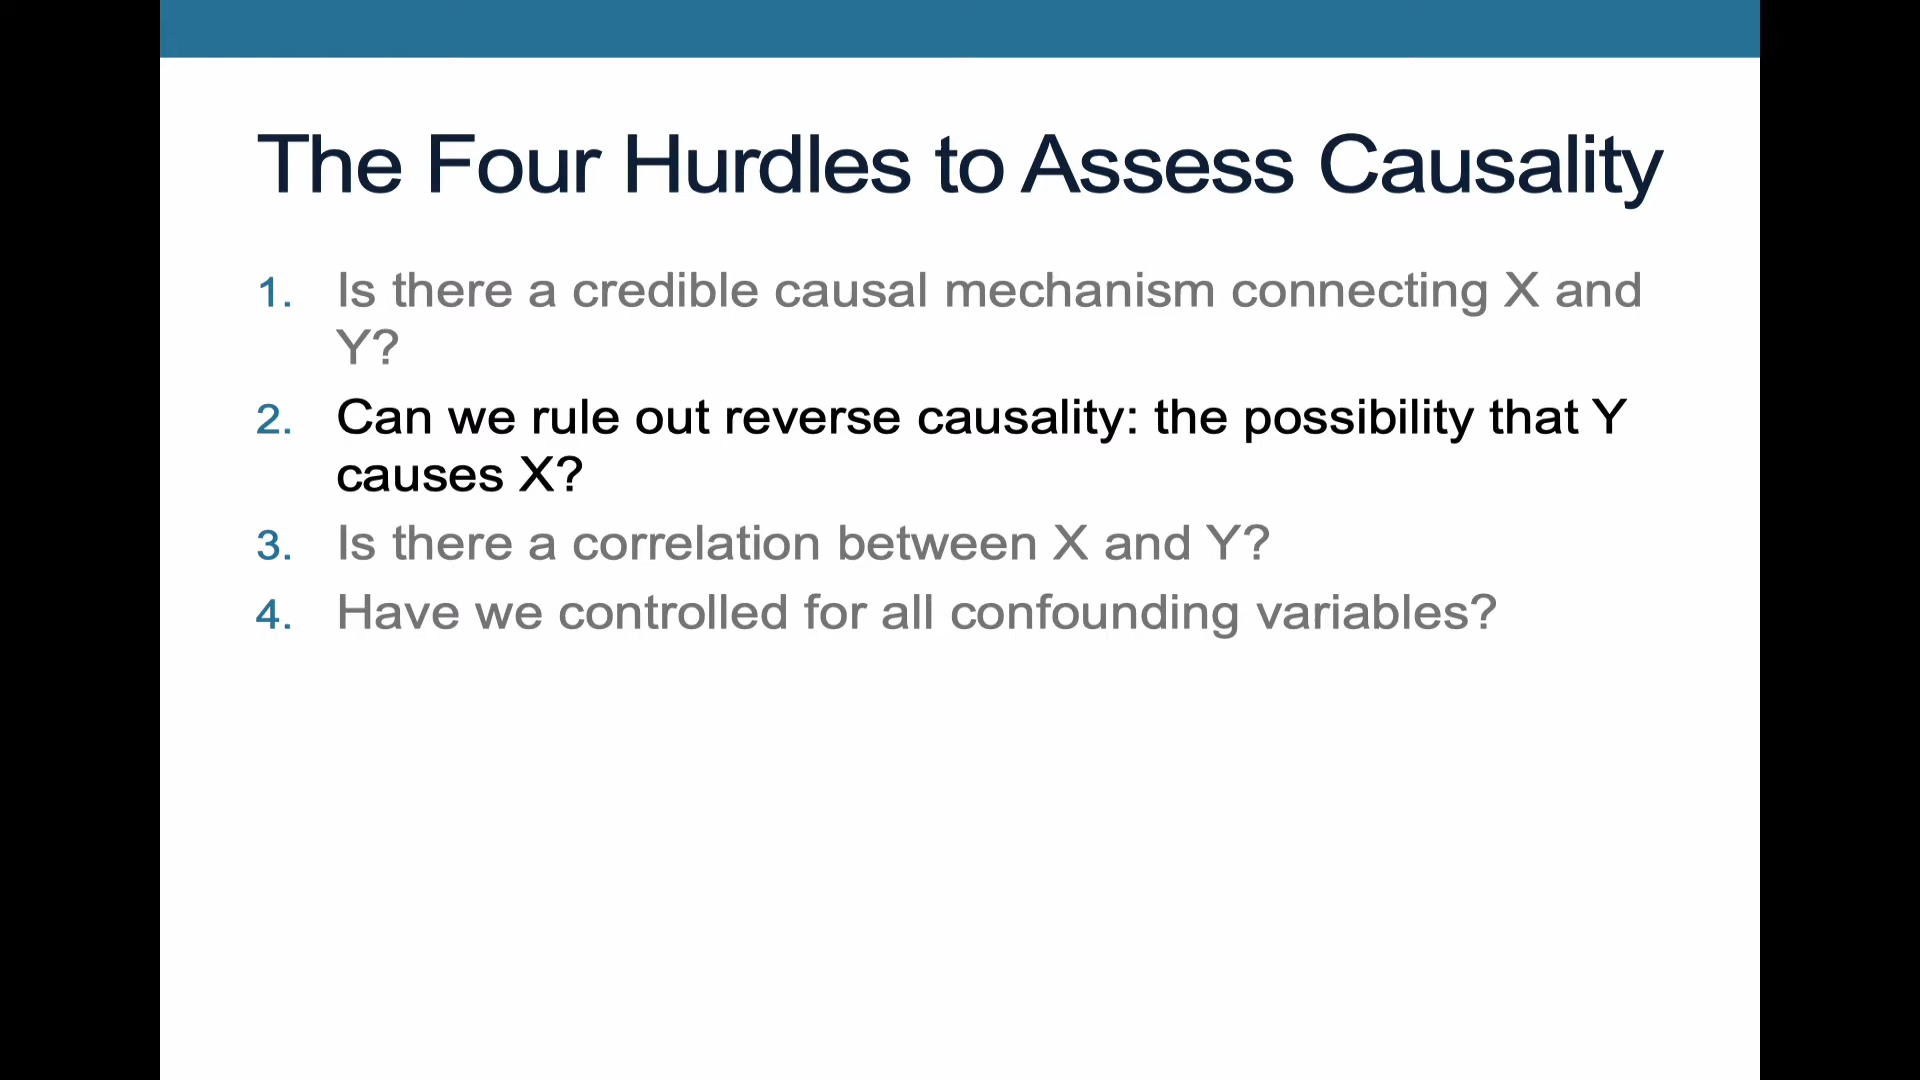 The Four Hurdles to Assess Causality
1. Is there a credible causal mechanism connecting X and
Y?
2. Can we rule out reverse causality: the possibility that Y
causes X?
3. Is there a correlation between X and Y?
4. Have we controlled for all confounding variables?